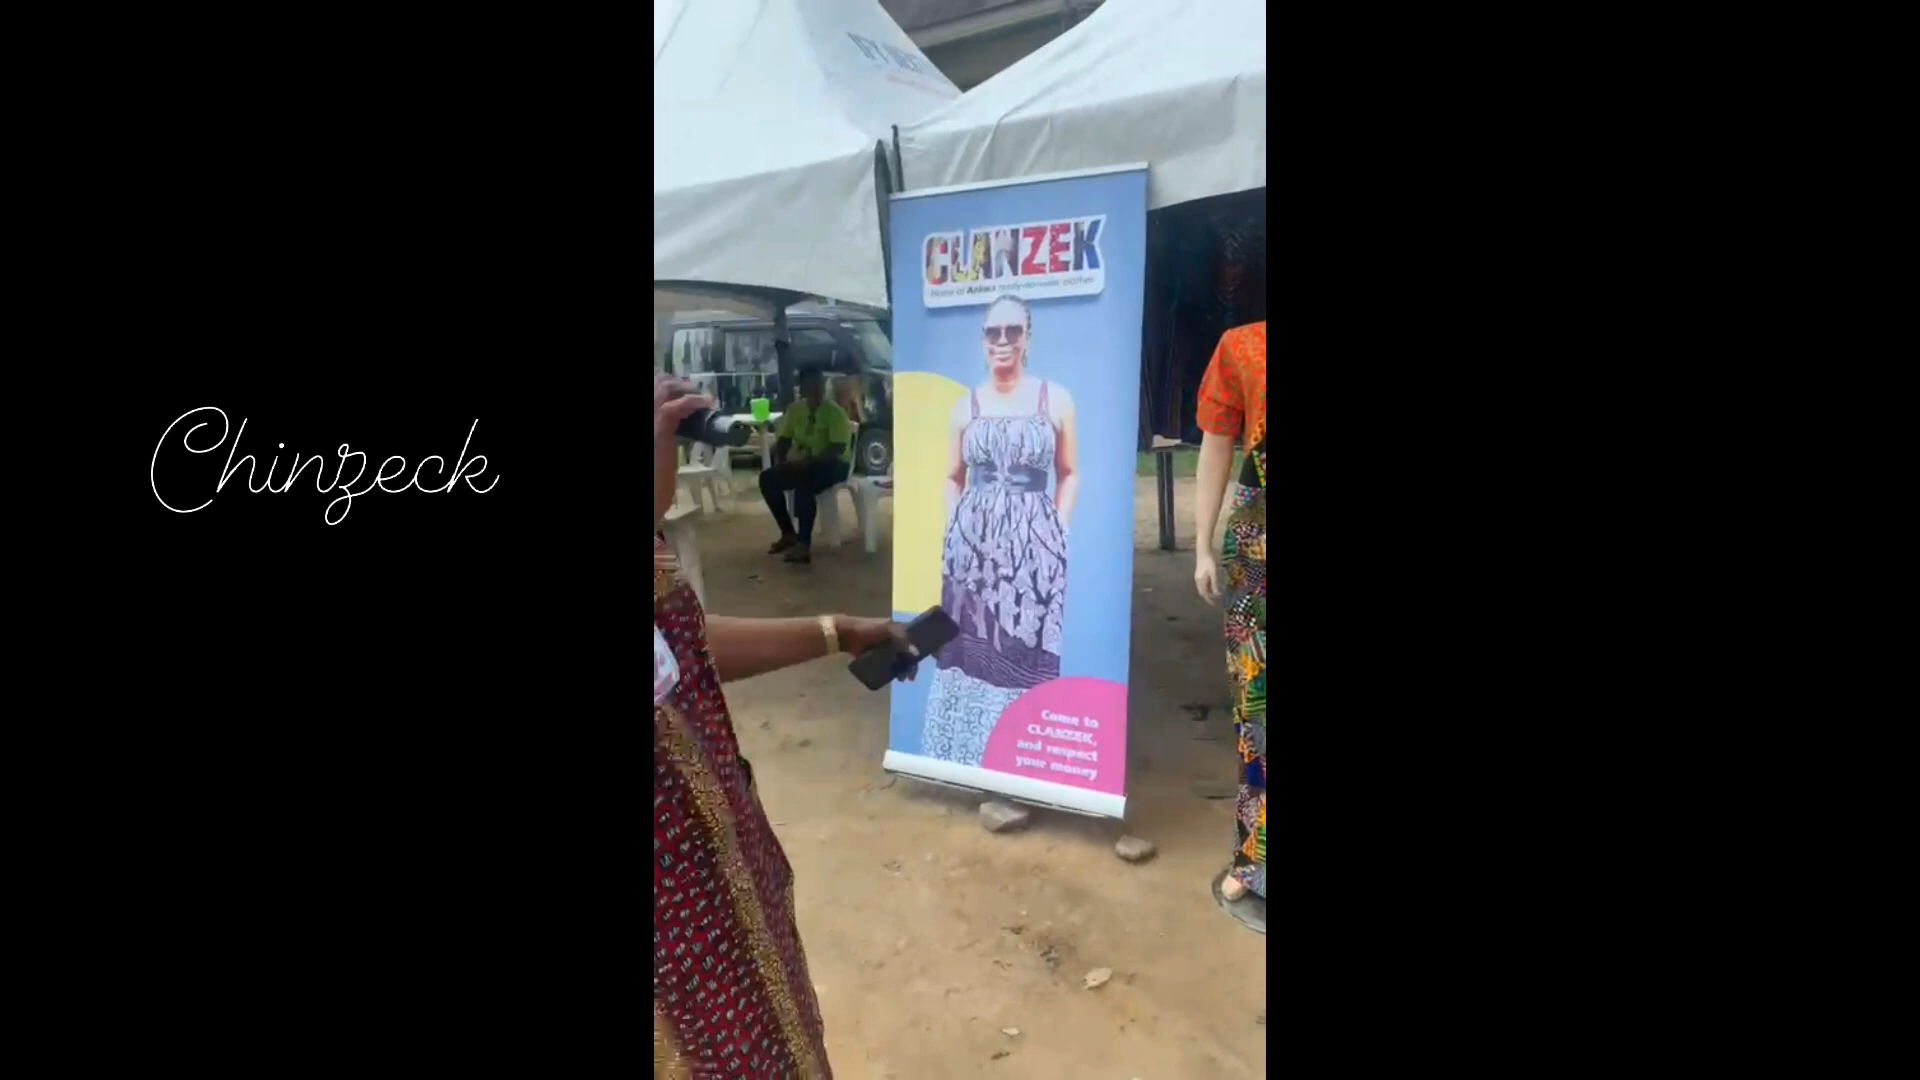 Chinzeck
CLANZEK
Home of Ankara ready-to-wear clothes
Come to
CLANZEK,
and respect
your money